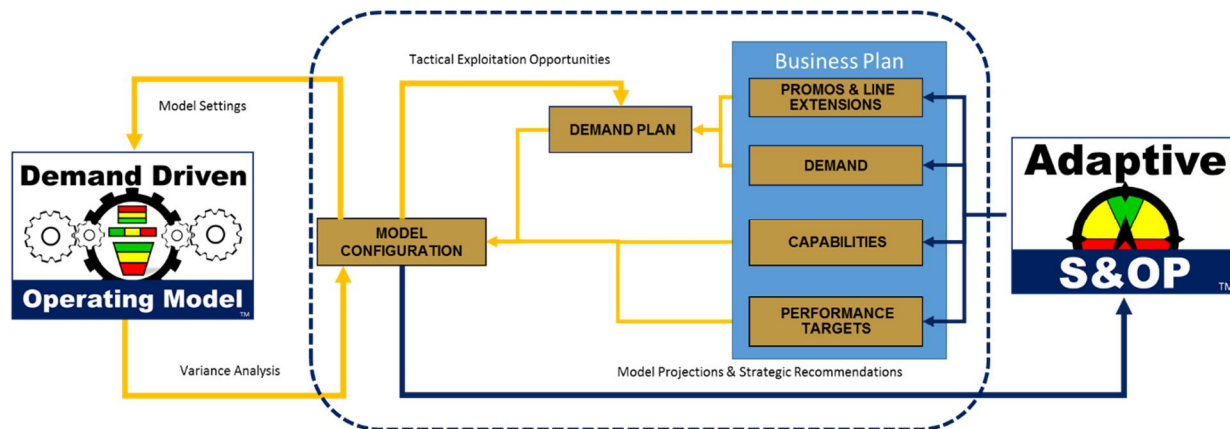 Tactical Exploitation Opportunities
Business Plan
PROMOS & LINE
EXTENSIONS
Model Settings
DEMAND PLAN
DEMAND
Demand Driven
Operating Model
TM
MODEL
CONFIGURATION
CAPABILITIES
PERFORMANCE
TARGETS
Adaptive
S&OP
TM
Variance Analysis
Model Projections & Strategic Recommendations